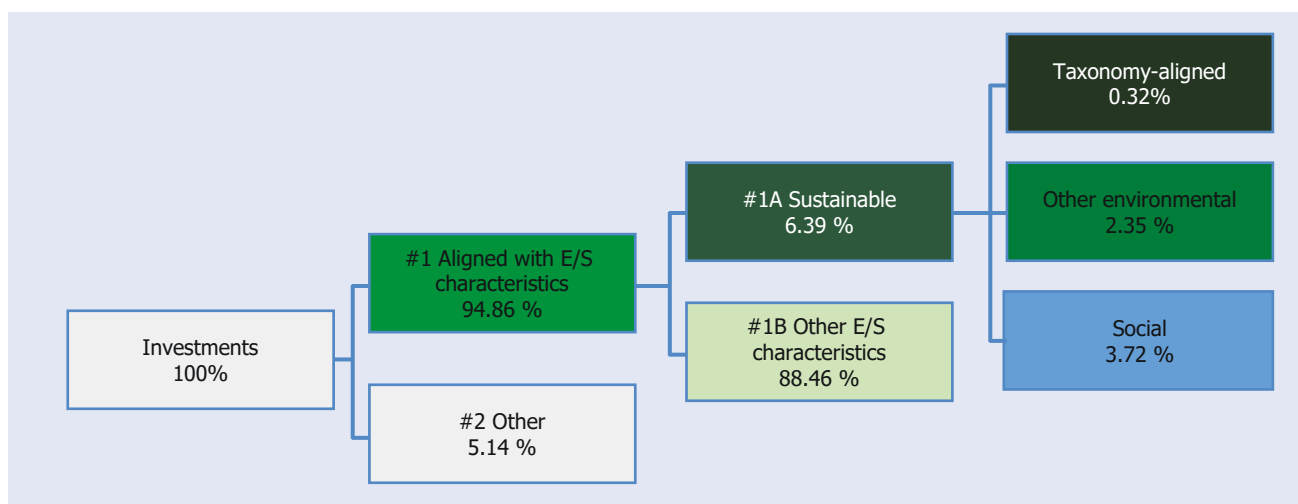 Investments
100%
#1 Aligned with E/S
characteristics
94.86 %
#2 Other
5.14 %
#1A Sustainable
6.39 %
#1B Other E/S
characteristics
88.46 %
Taxonomy-aligned
0.32%
Other environmental
2.35 %
Social
3.72 %